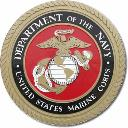 DEPARTMENT OF THE NAVY
UNITED STATES MARINE CORPS